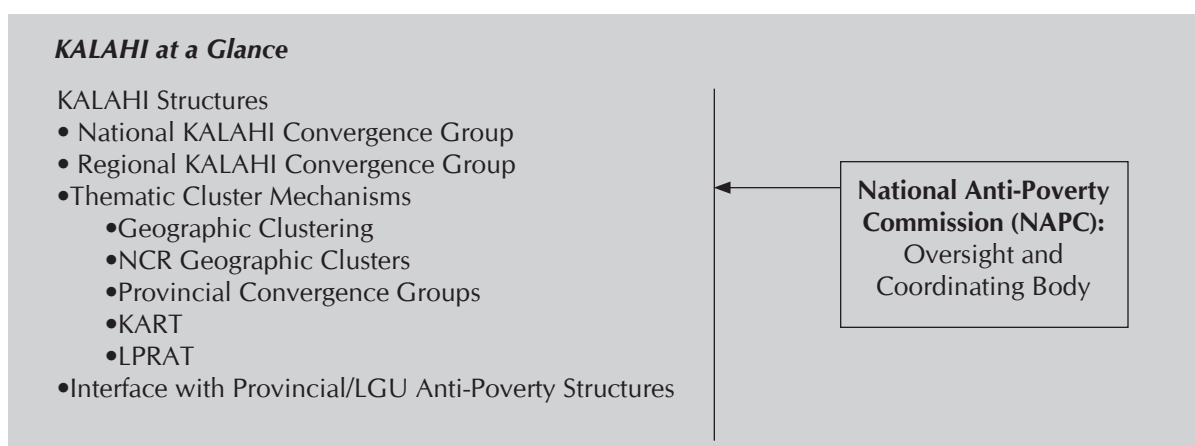 KALAHI at a Glance
KALAHI Structures
• National KALAHI Convergence Group
• Regional KALAHI Convergence Group
•Thematic Cluster Mechanisms
•Geographic Clustering
•NCR Geographic Clusters
•Provincial Convergence Groups
•KART
•LPRAT
•Interface with Provincial/LGU Anti-Poverty Structures
National Anti-Poverty
Commission (NAPC):
Oversight and
Coordinating Body